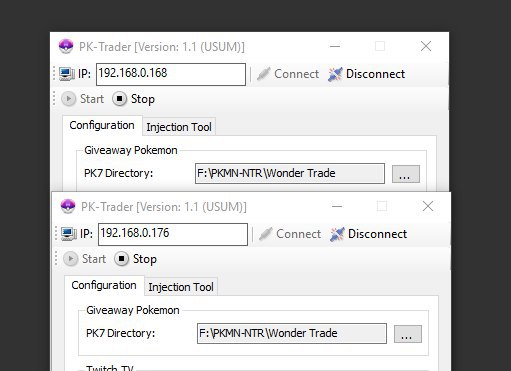 PK-Trader [Version: 1.1 (USUM)]
IP: 192.168.0.168 Connect Disconnect
Start Stop
Configuration Injection Tool
Giveaway Pokemon
PK7 Directory: F:\PKMN-NTR\Wonder Trade ...
PK-Trader [Version: 1.1 (USUM)]
IP: 192.168.0.176 Connect Disconnect
Start Stop
Configuration Injection Tool
Giveaway Pokemon
PK7 Directory: F:\PKMN-NTR\Wonder Trade ...
Twitch TV